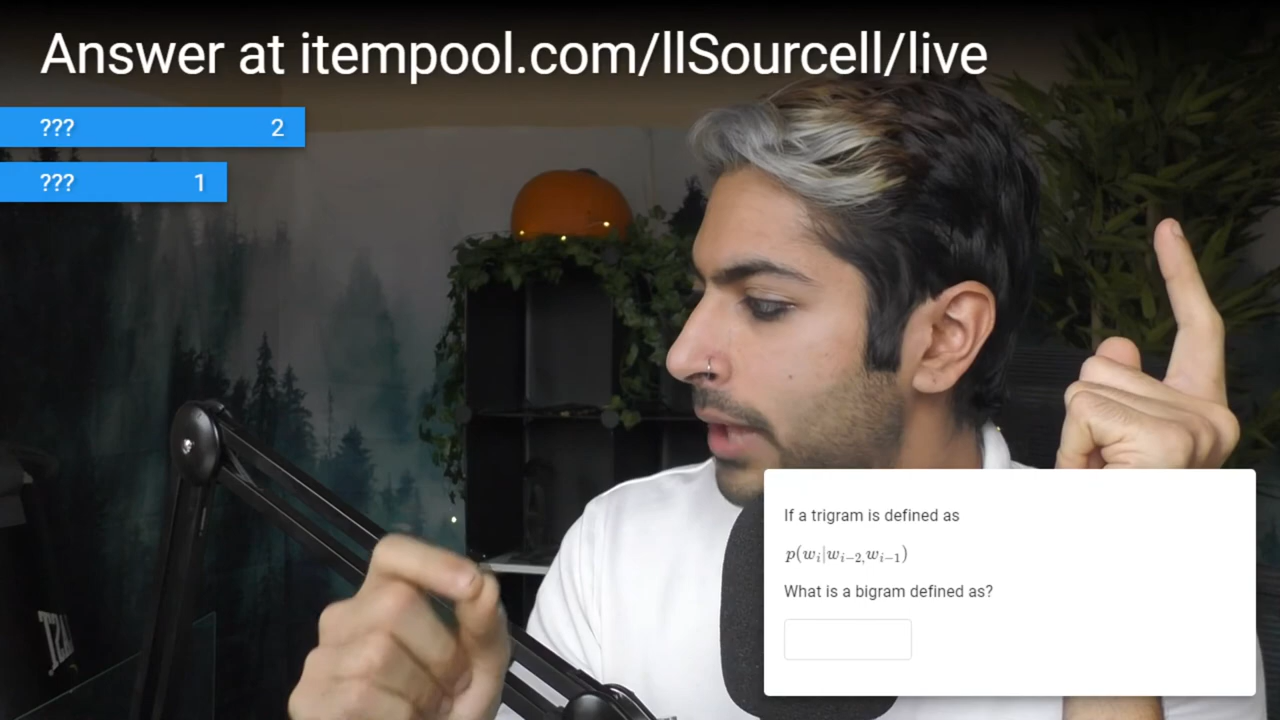 Answer at itempool.com/llSourcell/live
??? 2
??? 1
If a trigram is defined as
p(w_i|w_{i-2},w_{i-1})
What is a bigram defined as?